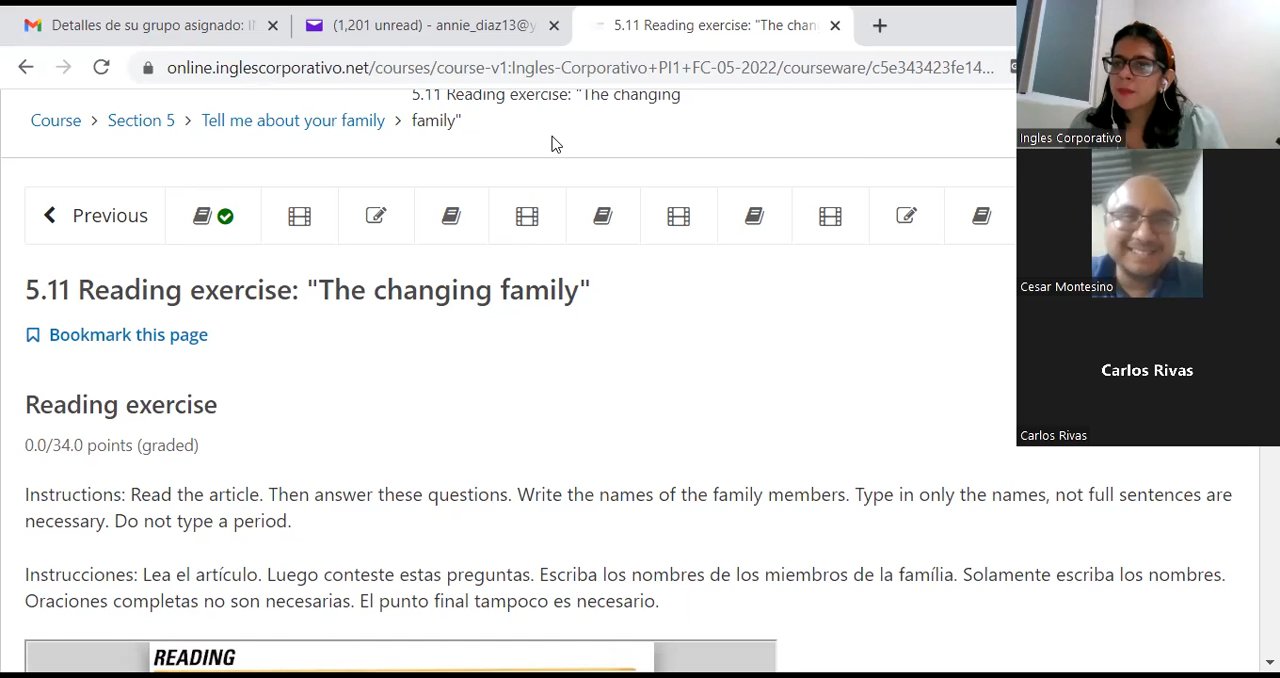 Detalles de su grupo asignado: I
(1,201 unread) - annie_diaz13@y
5.11 Reading exercise: "The chan
online.inglescorporativo.net/courses/course-v1:Ingles-Corporativo+PI1+FC-05-2022/courseware/c5e343423fe14...
5.11 Reading exercise: "The changing
Course > Section 5 > Tell me about your family > family"
Previous
5.11 Reading exercise: "The changing family"
Bookmark this page
Reading exercise
0.0/34.0 points (graded)
Instructions: Read the article. Then answer these questions. Write the names of the family members. Type in only the names, not full sentences are
necessary. Do not type a period.
Instrucciones: Lea el artículo. Luego conteste estas preguntas. Escriba los nombres de los miembros de la família. Solamente escriba los nombres.
Oraciones completas no son necesarias. El punto final tampoco es necesario.
READING
Ingles Corporativo
Cesar Montesino
Carlos Rivas
Carlos Rivas